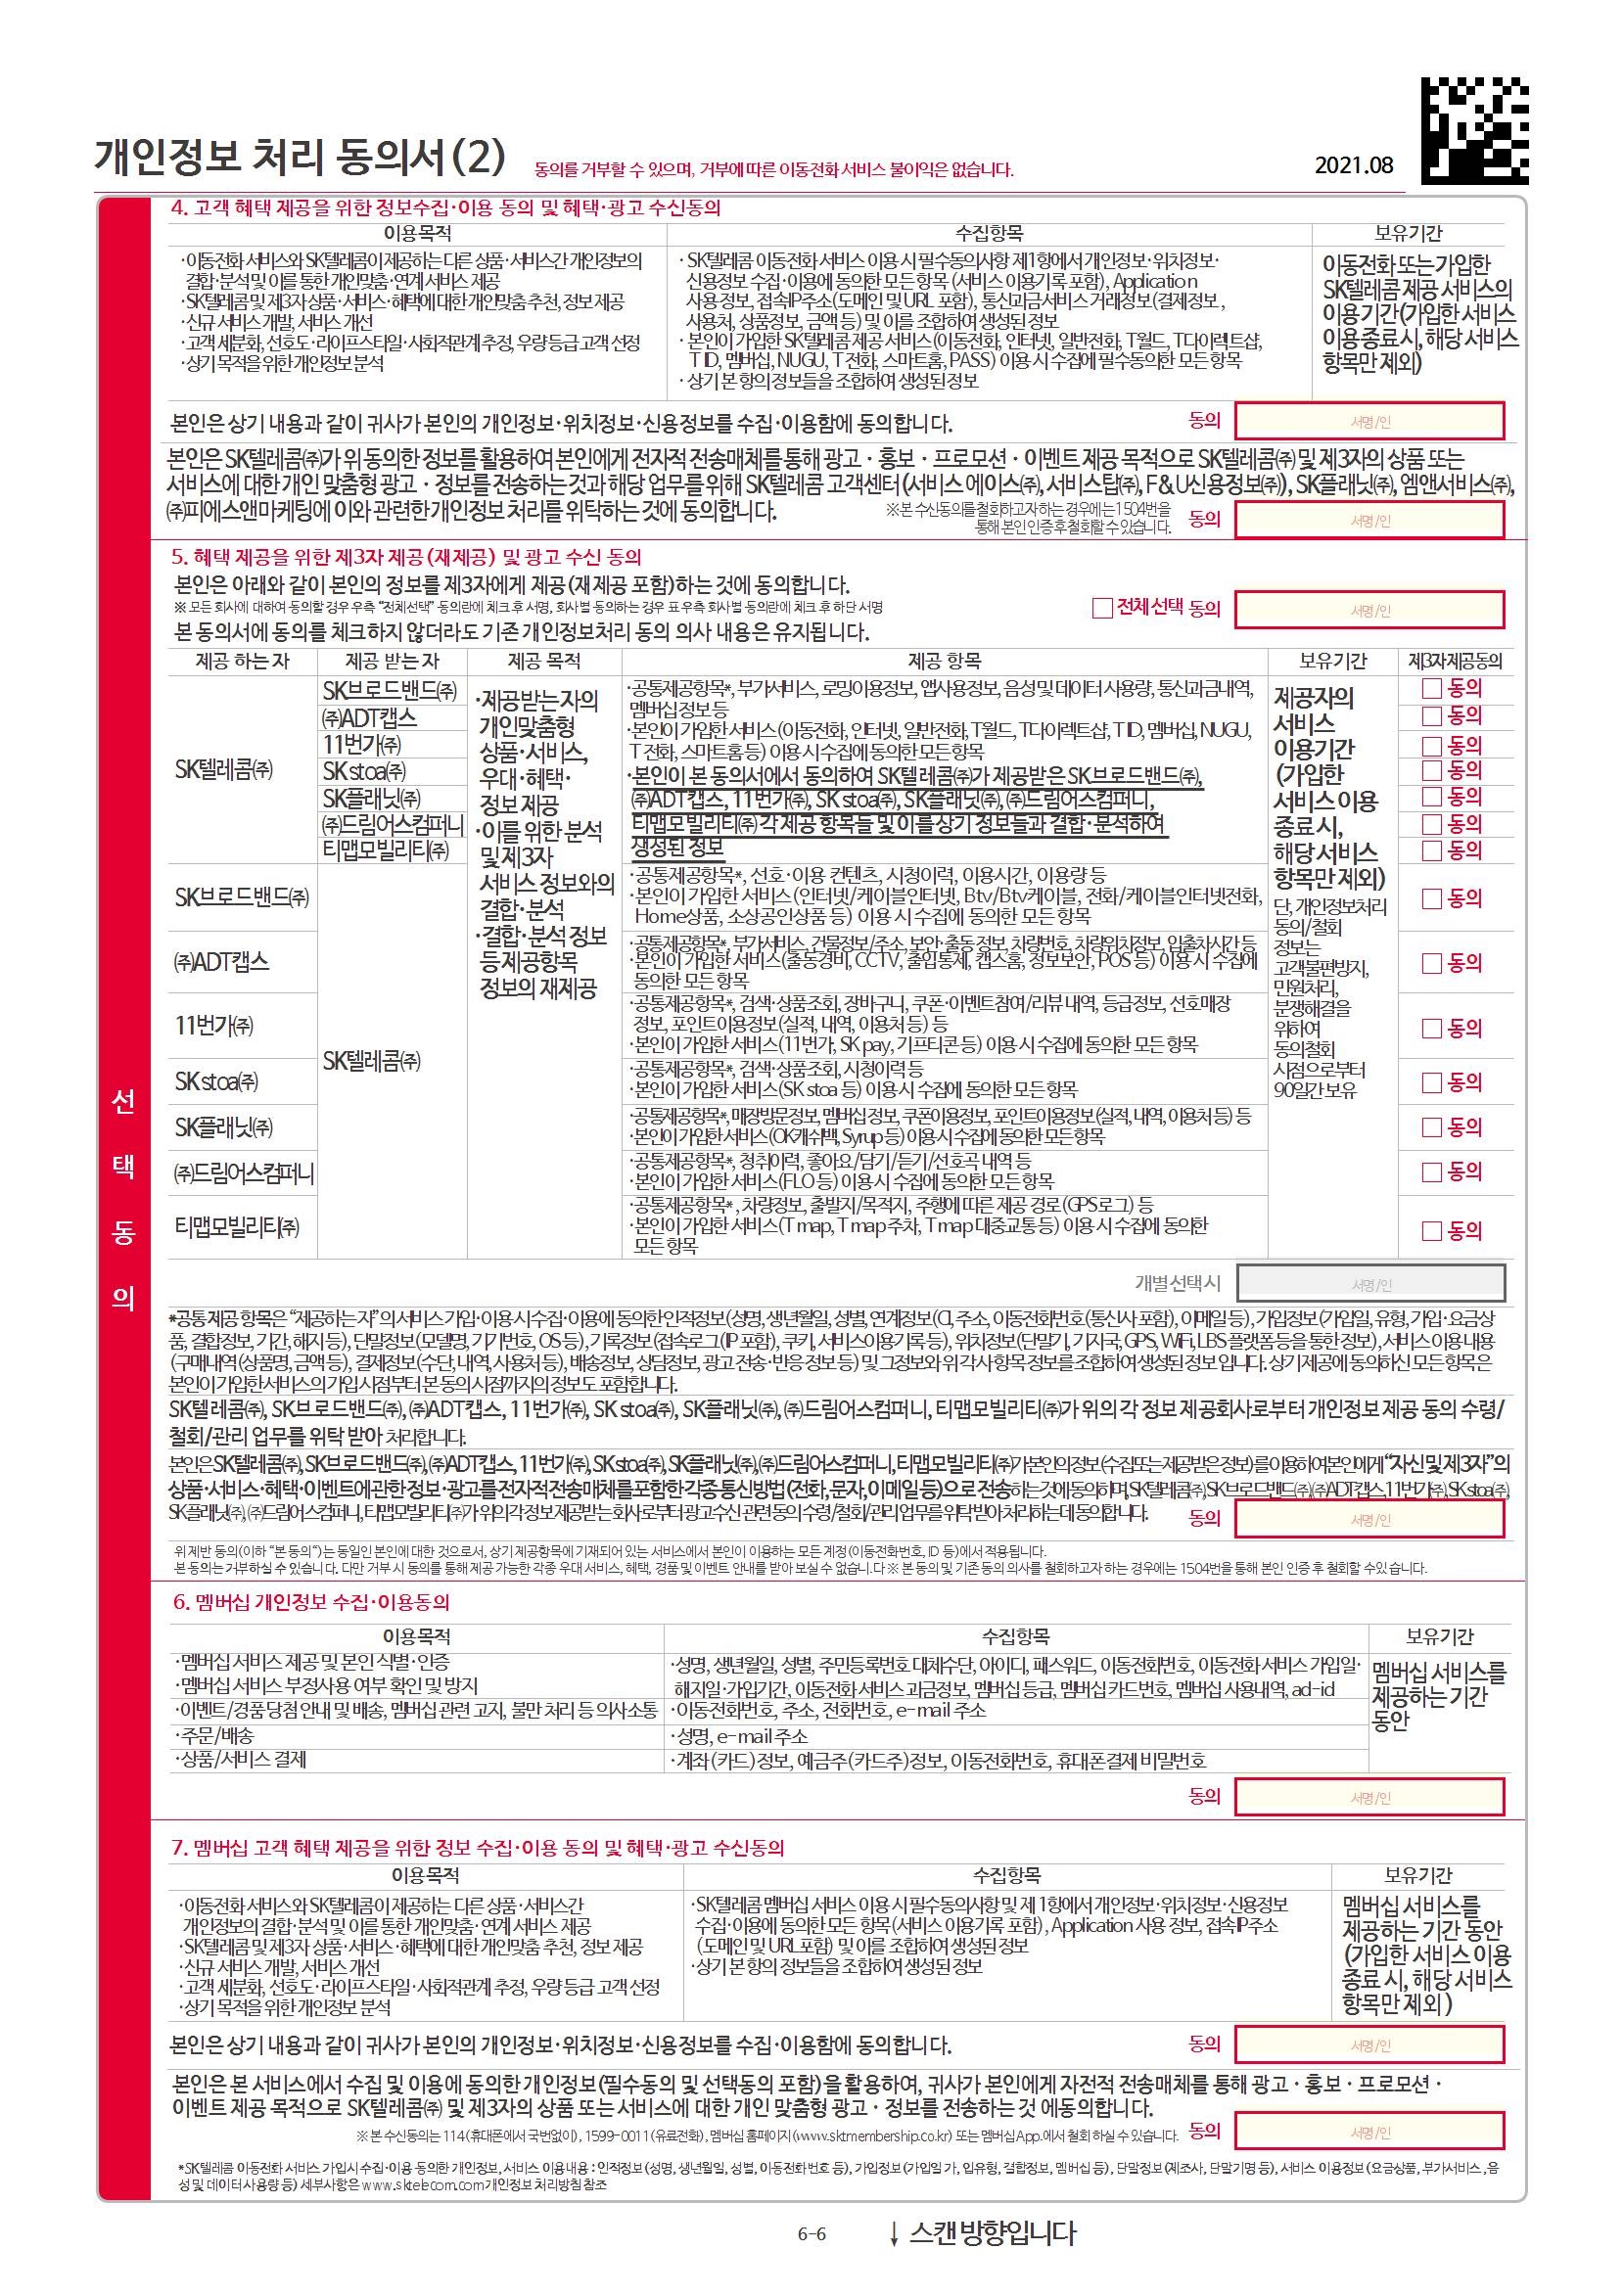 개인정보 처리 동의서(2)
동의를 거부할 수 있으며, 거부에 따른 이동전화 서비스 불이익은 없습니다.
2021.08
선
택
동
의
4. 고객 혜택 제공을 위한 정보수집·이용 동의 및 혜택·광고 수신동의
이용목적
수집항목
보유기간
·이동전화 서비스와 SK텔레콤이 제공하는 다른 상품·서비스간 개인정보의
결합·분석 및 이를 통한 개인맞춤·연계 서비스 제공
·SK텔레콤 및 제3자 상품·서비스·혜택에 대한 개인맞춤 추천, 정보 제공
·신규 서비스 개발, 서비스 개선
·고객 세분화, 선호도·라이프스타일·사회적관계 추정, 우량 등급 고객 선정
·상기 목적을 위한 개인정보 분석
· SK텔레콤 이동전화 서비스 이용 시 필수동의사항 제1항에서 개인정보·위치정보·
신용정보 수집·이용에 동의한 모든 항목 (서비스 이용기록 포함), Application
사용 정보, 접속IP주소(도메인 및 URL 포함), 통신과금서비스 거래정보(결제정보,
사용처, 상품정보, 금액 등) 및 이를 조합하여 생성된 정보
· 본인이 가입한 SK텔레콤 제공 서비스(이동전화, 인터넷, 일반전화, T월드, T다이렉트샵,
T ID, 멤버십, NUGU, T 전화, 스마트홈, PASS) 이용 시 수집에 필수동의한 모든 항목
· 상기 본 항의 정보들을 조합하여 생성된 정보
이동전화 또는 가입한
SK텔레콤 제공 서비스의
이용 기간(가입한 서비스
이용 종료 시, 해당 서비스
항목만 제외)
본인은 상기 내용과 같이 귀사가 본인의 개인정보·위치정보·신용정보를 수집·이용함에 동의합니다.
동의
서명/인
본인은 SK텔레콤㈜가 위 동의한 정보를 활용하여 본인에게 전자적 전송매체를 통해 광고·홍보·프로모션·이벤트 제공 목적으로 SK텔레콤㈜ 및 제3자의 상품 또는
서비스에 대한 개인 맞춤형 광고·정보를 전송하는 것과 해당 업무를 위해 SK텔레콤 고객센터(서비스 에이스㈜, 서비스탑㈜, F&U신용정보㈜), SK플래닛㈜, 엠앤서비스㈜,
㈜피에스앤마케팅에 이와 관련한 개인정보 처리를 위탁하는 것에 동의합니다.
※본 수신동의를 철회하고자 하는 경우에는 1504번을
통해 본인 인증 후 철회할 수 있습니다.
동의
서명/인
5. 혜택 제공을 위한 제3자 제공(재제공) 및 광고 수신 동의
본인은 아래와 같이 본인의 정보를 제3자에게 제공(재제공 포함)하는 것에 동의합니다.
※ 모든 회사에 대하여 동의할 경우 우측 “전체선택” 동의란에 체크 후 서명, 회사별 동의하는 경우 표 우측 회사별 동의란에 체크 후 하단 서명
전체 선택 동의
서명/인
본 동의서에 동의를 체크하지 않더라도 기존 개인정보처리 동의 의사 내용은 유지됩니다.
제공 하는 자
제공 받는 자
제공 목적
제공 항목
보유기간
제3자 제공 동의
SK텔레콤㈜
SK브로드밴드㈜
㈜ADT캡스
11번가㈜
SK stoa㈜
SK플래닛㈜
㈜드림어스컴퍼니
티맵모빌리티㈜
·제공받는 자의
개인맞춤형
상품·서비스,
우대·혜택·
정보 제공
·이를 위한 분석
및 제3자
서비스 정보와의
결합·분석
·결합·분석 정보
등 제공항목
정보의 재제공
·공통제공항목*, 부가서비스, 로밍이용정보, 앱사용정보, 음성 및 데이터 사용량, 통신과금내역,
멤버십 정보 등
·본인이 가입한 서비스(이동전화, 인터넷, 일반전화, T월드, T다이렉트샵, T ID, 멤버십, NUGU,
T 전화, 스마트홈 등) 이용 시 수집에 동의한 모든 항목
·본인이 본 동의서에서 동의하여 SK텔레콤㈜가 제공받은 SK브로드밴드㈜,
㈜ADT캡스, 11번가㈜, SK stoa㈜, SK플래닛㈜, ㈜드림어스컴퍼니,
티맵모빌리티㈜ 각 제공 항목들 및 이를 상기 정보들과 결합·분석하여
생성된 정보
제공자의
서비스
이용기간
(가입한
서비스 이용
종료 시,
해당 서비스
항목만 제외)
단, 개인정보처리
동의/철회
정보는
고객불편방지,
민원처리,
분쟁해결을
위하여
동의철회
시점으로부터
90일간 보유
동의
동의
동의
동의
동의
동의
동의
SK브로드밴드㈜
SK텔레콤㈜
·공통제공항목*, 선호·이용 컨텐츠, 시청이력, 이용시간, 이용량 등
·본인이 가입한 서비스(인터넷/케이블인터넷, Btv/Btv케이블, 전화/케이블인터넷전화,
Home상품, 소상공인상품 등) 이용 시 수집에 동의한 모든 항목
동의
㈜ADT캡스
·공통제공항목*, 부가서비스, 건물정보/주소, 보안·출동 정보, 차량번호, 차량위치정보, 입출차시간 등
·본인이 가입한 서비스(출동경비, CCTV, 출입통제, 캡스홈, 정보보안, POS 등) 이용 시 수집에
동의한 모든 항목
동의
11번가㈜
·공통제공항목*, 검색·상품조회, 장바구니, 쿠폰·이벤트참여/리뷰 내역, 등급정보, 선호매장
정보, 포인트이용정보(실적, 내역, 이용처 등) 등
·본인이 가입한 서비스(11번가, SK pay, 기프티콘 등) 이용 시 수집에 동의한 모든 항목
동의
SK stoa㈜
·공통제공항목*, 검색·상품조회, 시청이력 등
·본인이 가입한 서비스(SK stoa 등) 이용 시 수집에 동의한 모든 항목
동의
SK플래닛㈜
·공통제공항목*, 매장방문정보, 멤버십 정보, 쿠폰이용정보, 포인트이용정보(실적, 내역, 이용처 등) 등
·본인이 가입한 서비스(OK캐쉬백, Syrup 등) 이용 시 수집에 동의한 모든 항목
동의
㈜드림어스컴퍼니
·공통제공항목*, 청취이력, 좋아요/담기/듣기/선호곡 내역 등
·본인이 가입한 서비스(FLO 등) 이용 시 수집에 동의한 모든 항목
동의
티맵모빌리티㈜
·공통제공항목*, 차량정보, 출발지/목적지, 주행에 따른 제공 경로(GPS로그) 등
·본인이 가입한 서비스(T map, T map 주차, T map 대중교통 등) 이용 시 수집에 동의한
모든 항목
동의
개별 선택 시
서명/인
*공통 제공 항목은 “제공하는 자”의 서비스 가입·이용 시 수집·이용에 동의한 인적정보(성명, 생년월일, 성별, 연계정보(CI, 주소, 이동전화번호(통신사 포함), 이메일 등), 가입정보(가입일, 유형, 가입·요금상
품, 결합정보, 기간, 해지 등), 단말정보(모델명, 기기번호, OS 등), 기록정보(접속로그(IP 포함), 쿠키, 서비스이용기록 등), 위치정보(단말기, 기지국, GPS, WiFi, LBS 플랫폼 등을 통한 정보), 서비스 이용 내용
(구매내역(상품명, 금액 등), 결제정보(수단, 내역, 사용처 등), 배송정보, 상담정보, 광고 전송·반응 정보 등) 및 그 정보와 위 각 사 항목 정보를 조합하여 생성된 정보 입니다. 상기 제공에 동의하신 모든 항목은
본인이 가입한 서비스의 가입 시점부터 본 동의 시점까지의 정보도 포함합니다.
SK텔레콤㈜, SK브로드밴드㈜, ㈜ADT캡스, 11번가㈜, SK stoa㈜, SK플래닛㈜, ㈜드림어스컴퍼니, 티맵모빌리티㈜가 위의 각 정보 제공회사로부터 개인정보 제공 동의 수령/
철회/관리 업무를 위탁 받아 처리합니다.
본인은 SK텔레콤㈜, SK브로드밴드㈜, ㈜ADT캡스, 11번가㈜, SK stoa㈜, SK플래닛㈜, ㈜드림어스컴퍼니, 티맵모빌리티㈜가 본인의 정보(수집 또는 제공받은 정보)를 이용하여 본인에게 “자신 및 제3자”의
상품·서비스·혜택·이벤트에 관한 정보·광고를 전자적 전송매체를 포함한 각종 통신방법(전화, 문자, 이메일 등)으로 전송하는 것에 동의하며, SK텔레콤㈜, SK브로드밴드㈜, ㈜ADT캡스, 11번가㈜, SK stoa㈜,
SK플래닛㈜, ㈜드림어스컴퍼니, 티맵모빌리티㈜가 위의 각 정보 제공받는 회사로부터 광고 수신 관련 동의 수령/철회/관리 업무를 위탁 받아 처리하는 데 동의합니다.
동의
서명/인
위 제반 동의(이하 “본 동의“)는 동일인 본인에 대한 것으로서, 상기 제공항목에 기재되어 있는 서비스에서 본인이 이용하는 모든 계정(이동전화번호, ID 등)에서 적용됩니다.
본 동의는 거부하실 수 있습니다. 다만 거부 시 동의를 통해 제공 가능한 각종 우대 서비스, 혜택, 경품 및 이벤트 안내를 받아 보실 수 없습니다 ※ 본 동의 및 기존 동의 의사를 철회하고자 하는 경우에는 1504번을 통해 본인 인증 후 철회할 수있 습니다.
6. 멤버십 개인정보 수집·이용동의
이용목적
수집항목
보유기간
·멤버십 서비스 제공 및 본인 식별·인증
·멤버십 서비스 부정사용 여부 확인 및 방지
·성명, 생년월일, 성별, 주민등록번호 대체수단, 아이디, 패스워드, 이동전화번호, 이동전화 서비스 가입일·
해지일·가입기간, 이동전화 서비스 과금정보, 멤버십 등급, 멤버십 카드번호, 멤버십 사용내역, ad-id
멤버십 서비스를
제공하는 기간
동안
·이벤트/경품 당첨 안내 및 배송, 멤버십 관련 고지, 불만 처리 등 의사소통
·이동전화번호, 주소, 전화번호, e-mail 주소
·주문/배송
·성명, e-mail 주소
·상품/서비스 결제
·계좌(카드)정보, 예금주(카드주)정보, 이동전화번호, 휴대폰결제 비밀번호
동의
서명/인
7. 멤버십 고객 혜택 제공을 위한 정보 수집·이용 동의 및 혜택·광고 수신동의
이용목적
수집항목
보유기간
·이동전화 서비스와 SK텔레콤이 제공하는 다른 상품·서비스간
개인정보의 결합·분석 및 이를 통한 개인맞춤·연계 서비스 제공
·SK텔레콤 및 제3자 상품·서비스·혜택에 대한 개인맞춤 추천, 정보 제공
·신규 서비스 개발, 서비스 개선
·고객 세분화, 선호도·라이프스타일·사회적관계 추정, 우량 등급 고객 선정
·상기 목적을 위한 개인정보 분석
·SK텔레콤 멤버십 서비스 이용 시 필수동의사항 및 제 1항에서 개인정보·위치정보·신용정보
수집·이용에 동의한 모든 항목(서비스 이용기록 포함), Application 사용 정보, 접속IP주소
(도메인 및 URL포함) 및 이를 조합하여 생성된 정보
·상기 본 항의 정보들을 조합하여 생성된 정보
멤버십 서비스를
제공하는 기간 동안
(가입한 서비스 이용
종료 시, 해당 서비스
항목만 제외)
본인은 상기 내용과 같이 귀사가 본인의 개인정보·위치정보·신용정보를 수집·이용함에 동의합니다.
동의
서명/인
본인은 본 서비스에서 수집 및 이용에 동의한 개인정보(필수동의 및 선택동의 포함)을 활용하여, 귀사가 본인에게 자전적 전송매체를 통해 광고·홍보·프로모션·
이벤트 제공 목적으로 SK텔레콤㈜ 및 제3자의 상품 또는 서비스에 대한 개인 맞춤형 광고·정보를 전송하는 것 에동의합니다.
※ 본 수신동의는 114(휴대폰에서 국번없이), 1599-0011(유료전화), 멤버십 홈페이지(www.sktmembership.co.kr) 또는 멤버십 App.에서 철회 하실 수 있습니다.
동의
서명/인
*SK텔레콤 이동전화 서비스 가입시 수집·이용 동의한 개인정보, 서비스 이용내용 : 인적정보(성명, 생년월일, 성별, 이동전화 번호 등), 가입정보(가입일 가, 입유형, 결합정보, 멤버십 등), 단말정보(제조사, 단말기명 등), 서비스 이용정보(요금상품, 부가서비스,음
성 및 데이터 사용량 등) 세부사항은 www.sktelecom.com 개인정보 처리방침 참조
6-6
↓ 스캔 방향입니다